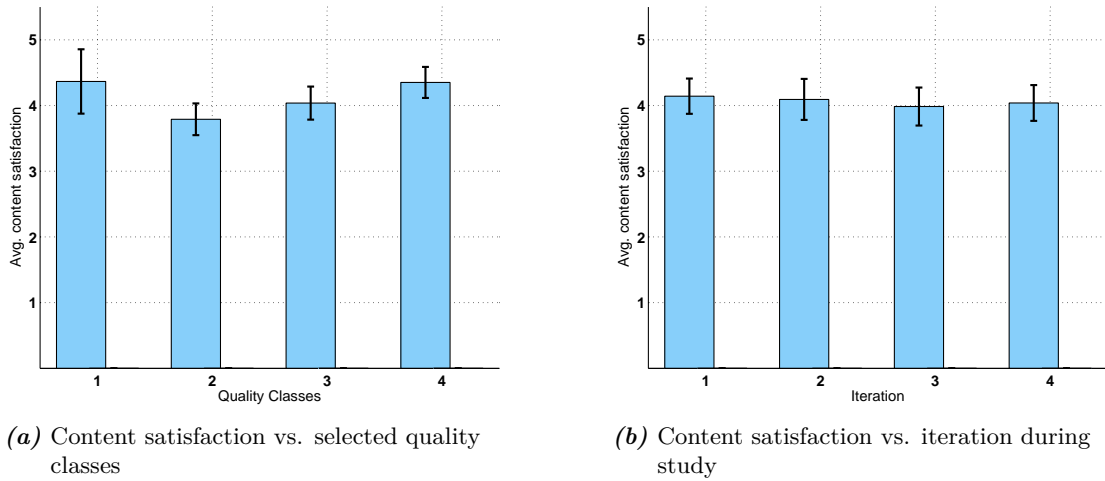 5
4
3
2
1
Avg. content satisfaction
1 2 3 4
Quality Classes
(a) Content satisfaction vs. selected quality
classes
5
4
3
2
1
Avg. content satisfaction
1 2 3 4
Iteration
(b) Content satisfaction vs. iteration during
study